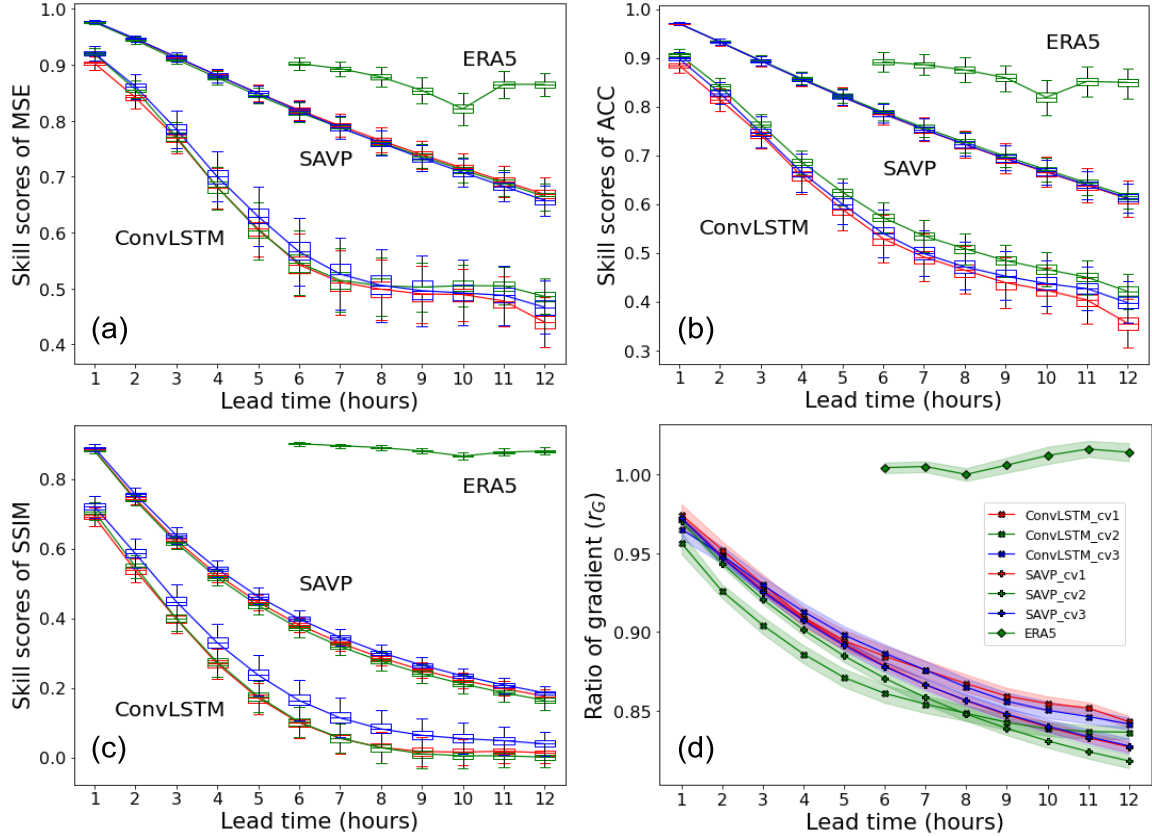 Skill scores of MSE
0.9
0.8
0.7
0.6
0.5
0.4
ERA5
SAVP
ConvLSTM
(a)
1 2 3 4 5 6 7 8 9 10 11 12
Lead time (hours)
Skill scores of ACC
1.0
0.9
0.8
0.7
0.6
0.5
0.4
0.3
ERA5
SAVP
ConvLSTM
(b)
1 2 3 4 5 6 7 8 9 10 11 12
Lead time (hours)
Skill scores of SSIM
0.8
0.6
0.4
0.2
0.0
ERA5
SAVP
ConvLSTM
(c)
1 2 3 4 5 6 7 8 9 10 11 12
Lead time (hours)
Ratio of gradient (r_G)
1.00
0.95
0.90
0.85
ConvLSTM_cv1
ConvLSTM_cv2
ConvLSTM_cv3
SAVP_cv1
SAVP_cv2
SAVP_cv3
ERA5
(d)
1 2 3 4 5 6 7 8 9 10 11 12
Lead time (hours)